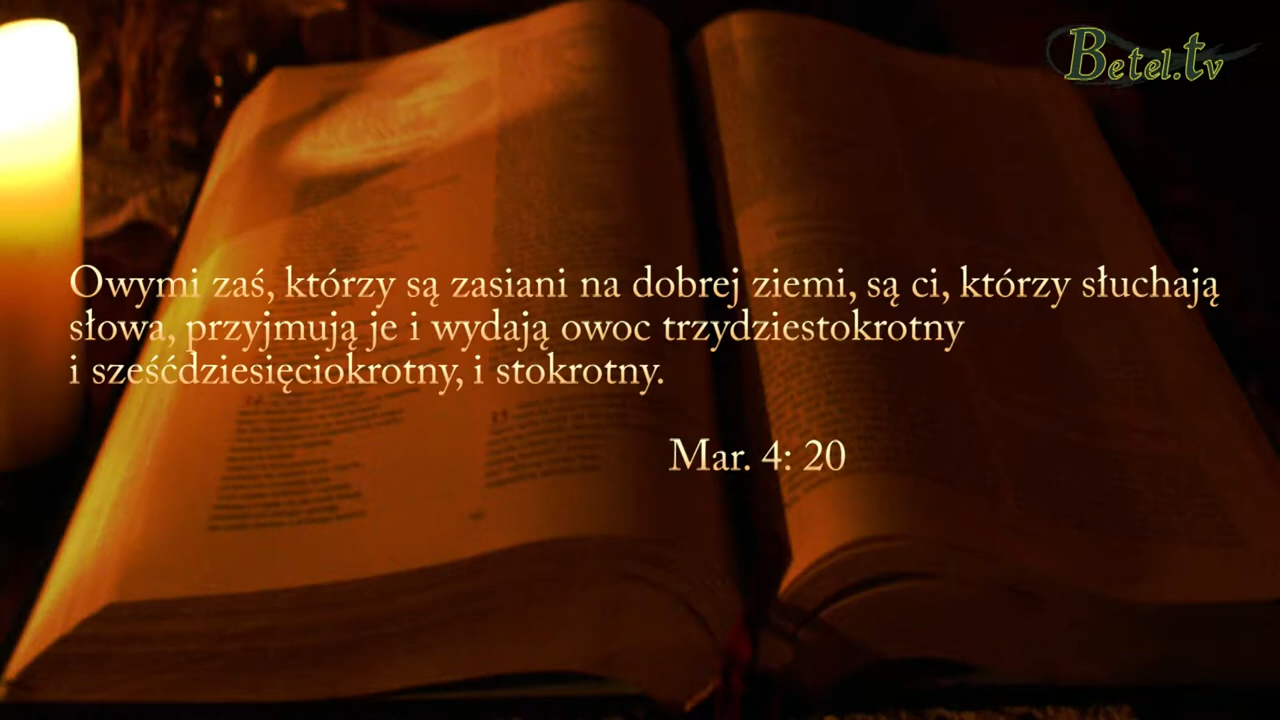 Betel.tv
Owymi zaś, którzy są zasiani na dobrej ziemi, są ci, którzy słuchają
słowa, przyjmują je i wydają owoc trzydziestokrotny
i sześćdziesięciokrotny, i stokrotny.
Mar. 4: 20